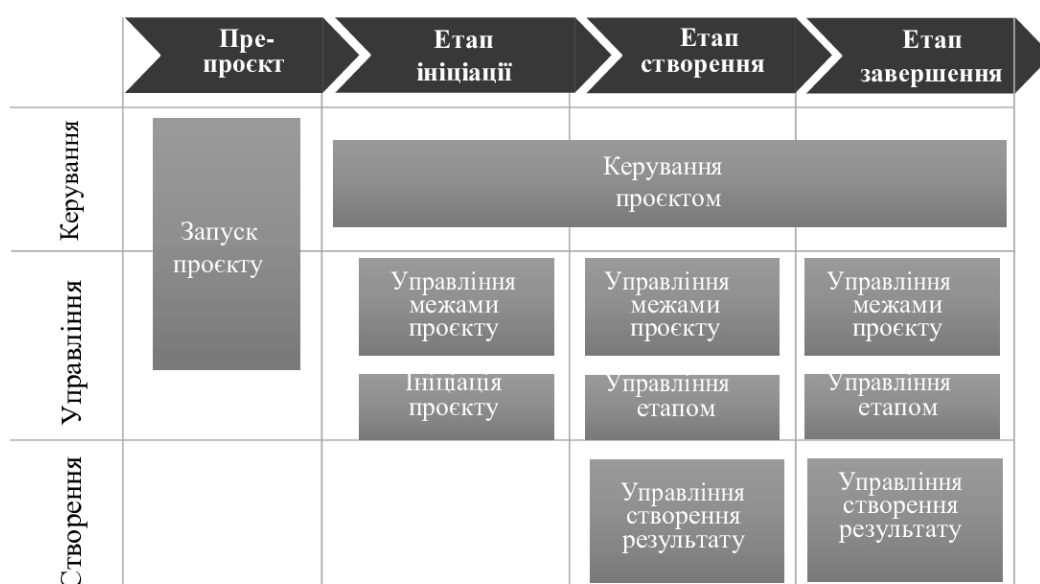 Пре-
проєкт
Етап
ініціації
Етап
створення
Етап
завершення
Керування
Запуск
проєкту
Керування
проєктом
Управління
Управління
межами
проєкту
Управління
межами
проєкту
Управління
межами
проєкту
Ініціація
проєкту
Управління
етапом
Управління
етапом
Створення
Управління
створення
результату
Управління
створення
результату